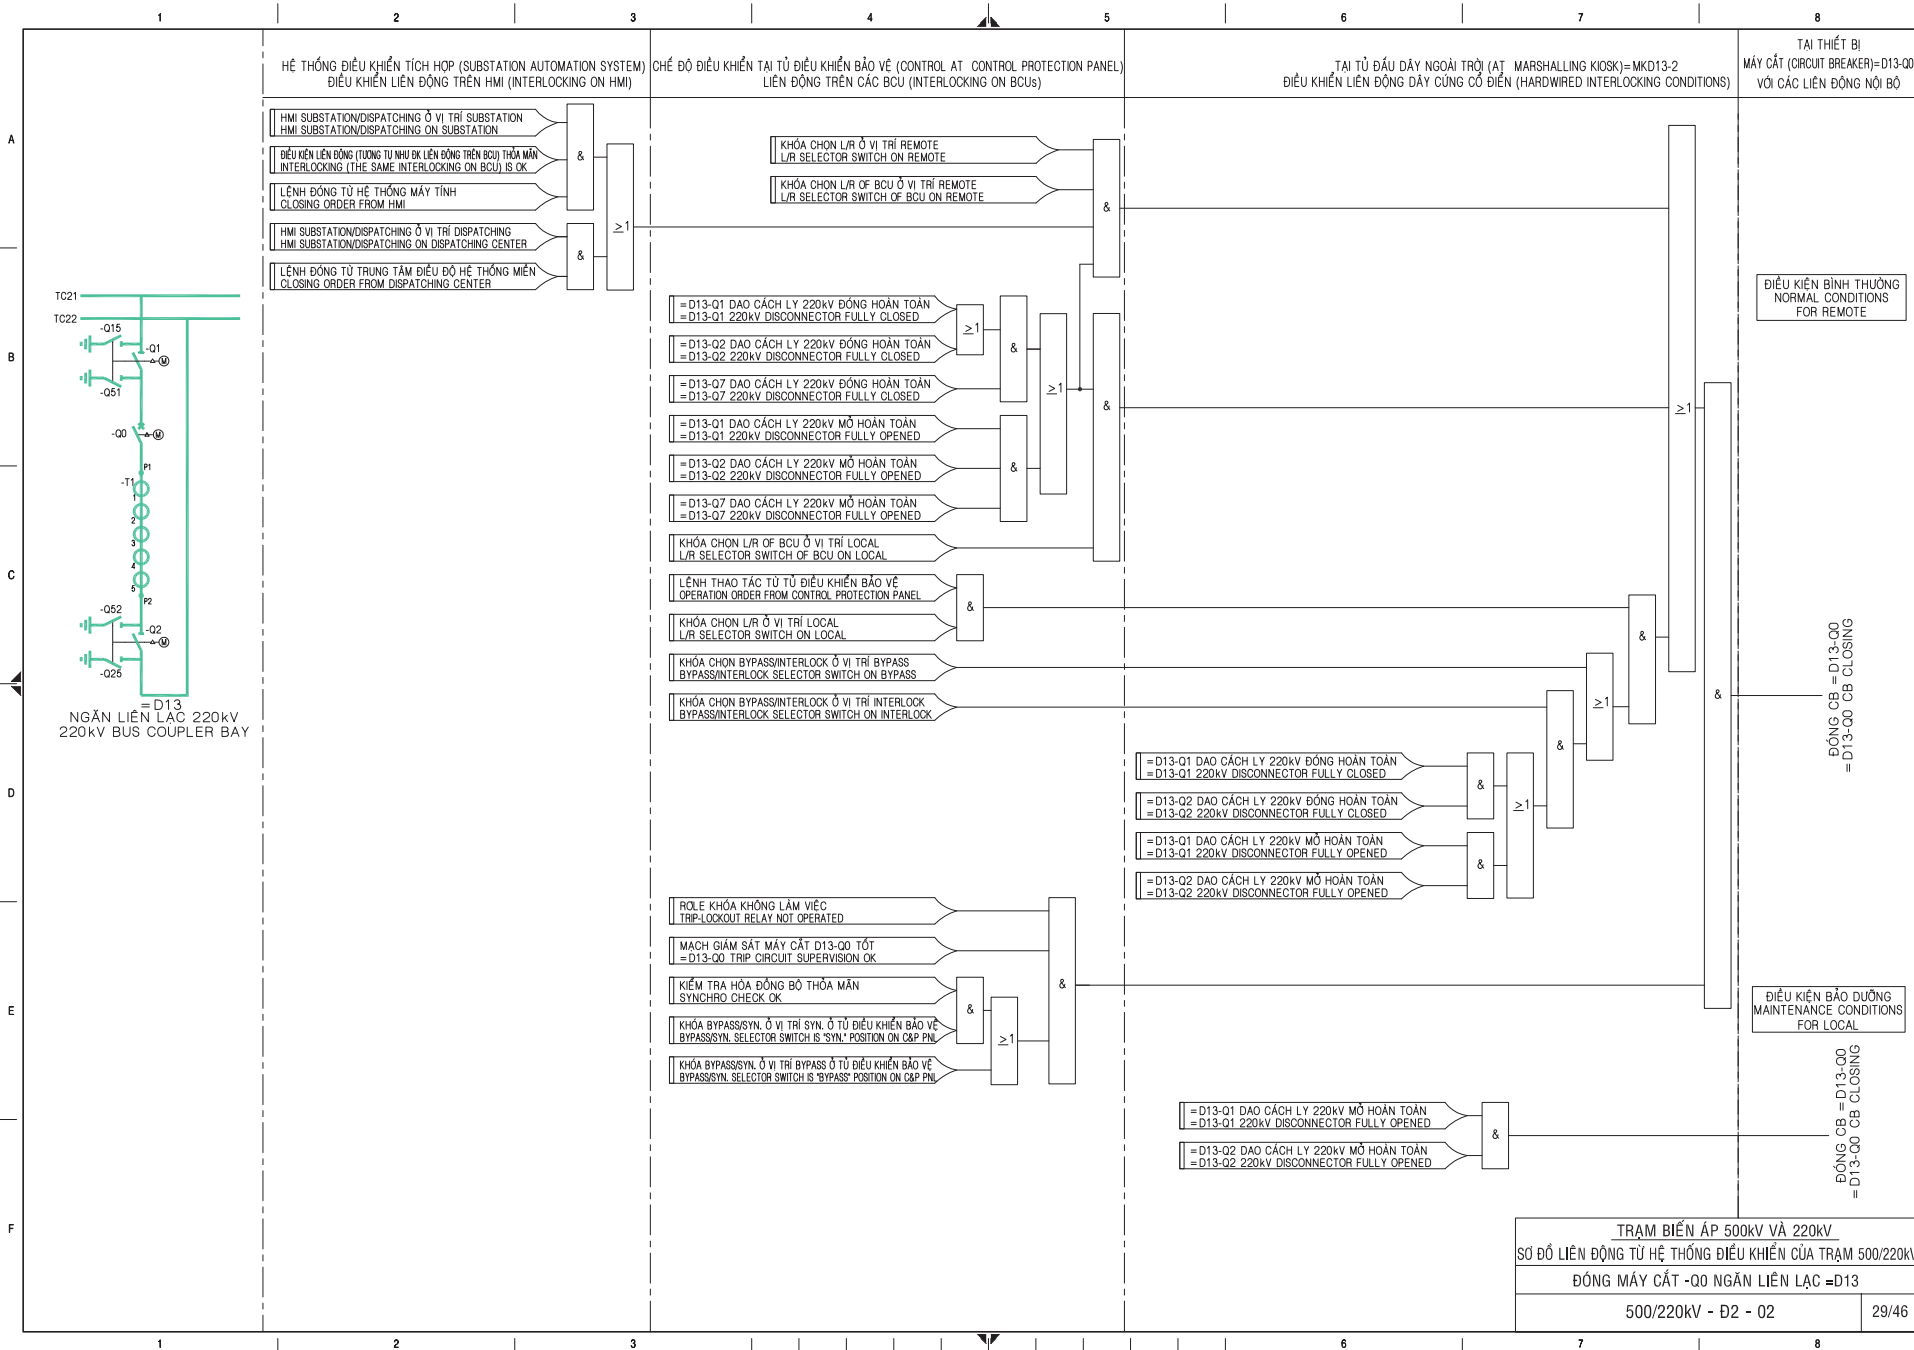 1 2 3 4 5 6 7 8
A
B
C
D
E
F
HỆ THỐNG ĐIỀU KHIỂN TÍCH HỢP (SUBSTATION AUTOMATION SYSTEM)
ĐIỀU KHIỂN LIÊN ĐỘNG TRÊN HMI (INTERLOCKING ON HMI)
CHẾ ĐỘ ĐIỀU KHIỂN TẠI TỦ ĐIỀU KHIỂN BẢO VỆ (CONTROL AT CONTROL PROTECTION PANEL)
LIÊN ĐỘNG TRÊN CÁC BCU (INTERLOCKING ON BCUs)
TẠI TỦ ĐẤU DÂY NGOÀI TRỜI (AT MARSHALLING KIOSK)=MKD13-2
ĐIỀU KHIỂN LIÊN ĐỘNG DÂY CỨNG CỔ ĐIỂN (HARDWIRED INTERLOCKING CONDITIONS)
TẠI THIẾT BỊ
MÁY CẮT (CIRCUIT BREAKER)=D13-Q0
VỚI CÁC LIÊN ĐỘNG NỘI BỘ
HMI SUBSTATION/DISPATCHING Ở VỊ TRÍ SUBSTATION
HMI SUBSTATION/DISPATCHING ON SUBSTATION
ĐIỀU KIỆN LIÊN ĐỘNG (TƯƠNG TỰ NHƯ ĐK LIÊN ĐỘNG TRÊN BCU) THỎA MÃN
INTERLOCKING (THE SAME INTERLOCKING ON BCU) IS OK
LỆNH ĐÓNG TỪ HỆ THỐNG MÁY TÍNH
CLOSING ORDER FROM HMI
&
HMI SUBSTATION/DISPATCHING Ở VỊ TRÍ DISPATCHING
HMI SUBSTATION/DISPATCHING ON DISPATCHING CENTER
LỆNH ĐÓNG TỪ TRUNG TÂM ĐIỀU ĐỘ HỆ THỐNG MIỀN
CLOSING ORDER FROM DISPATCHING CENTER
&
≥1
KHÓA CHỌN L/R Ở VỊ TRÍ REMOTE
L/R SELECTOR SWITCH ON REMOTE
KHÓA CHỌN L/R OF BCU Ở VỊ TRÍ REMOTE
L/R SELECTOR SWITCH OF BCU ON REMOTE
&
=D13-Q1 DAO CÁCH LY 220kV ĐÓNG HOÀN TOÀN
=D13-Q1 220kV DISCONNECTOR FULLY CLOSED
=D13-Q2 DAO CÁCH LY 220kV ĐÓNG HOÀN TOÀN
=D13-Q2 220kV DISCONNECTOR FULLY CLOSED
≥1
=D13-Q7 DAO CÁCH LY 220kV ĐÓNG HOÀN TOÀN
=D13-Q7 220kV DISCONNECTOR FULLY CLOSED
&
=D13-Q1 DAO CÁCH LY 220kV MỞ HOÀN TOÀN
=D13-Q1 220kV DISCONNECTOR FULLY OPENED
=D13-Q2 DAO CÁCH LY 220kV MỞ HOÀN TOÀN
=D13-Q2 220kV DISCONNECTOR FULLY OPENED
=D13-Q7 DAO CÁCH LY 220kV MỞ HOÀN TOÀN
=D13-Q7 220kV DISCONNECTOR FULLY OPENED
&
≥1
KHÓA CHỌN L/R OF BCU Ở VỊ TRÍ LOCAL
L/R SELECTOR SWITCH OF BCU ON LOCAL
&
LỆNH THAO TÁC TỪ TỦ ĐIỀU KHIỂN BẢO VỆ
OPERATION ORDER FROM CONTROL PROTECTION PANEL
KHÓA CHỌN L/R Ở VỊ TRÍ LOCAL
L/R SELECTOR SWITCH ON LOCAL
&
KHÓA CHỌN BYPASS/INTERLOCK Ở VỊ TRÍ BYPASS
BYPASS/INTERLOCK SELECTOR SWITCH ON BYPASS
KHÓA CHỌN BYPASS/INTERLOCK Ở VỊ TRÍ INTERLOCK
BYPASS/INTERLOCK SELECTOR SWITCH ON INTERLOCK
=D13-Q1 DAO CÁCH LY 220kV ĐÓNG HOÀN TOÀN
=D13-Q1 220kV DISCONNECTOR FULLY CLOSED
=D13-Q2 DAO CÁCH LY 220kV ĐÓNG HOÀN TOÀN
=D13-Q2 220kV DISCONNECTOR FULLY CLOSED
&
=D13-Q1 DAO CÁCH LY 220kV MỞ HOÀN TOÀN
=D13-Q1 220kV DISCONNECTOR FULLY OPENED
=D13-Q2 DAO CÁCH LY 220kV MỞ HOÀN TOÀN
=D13-Q2 220kV DISCONNECTOR FULLY OPENED
&
≥1
&
≥1
&
≥1
&
RƠLE KHÓA KHÔNG LÀM VIỆC
TRIP-LOCKOUT RELAY NOT OPERATED
MẠCH GIÁM SÁT MÁY CẮT D13-Q0 TỐT
=D13-Q0 TRIP CIRCUIT SUPERVISION OK
KIỂM TRA HÒA ĐỒNG BỘ THỎA MÃN
SYNCHRO CHECK OK
KHÓA BYPASS/SYN. Ở VỊ TRÍ SYN. Ở TỦ ĐIỀU KHIỂN BẢO VỆ
BYPASS/SYN. SELECTOR SWITCH IS "SYN." POSITION ON C&P PNL
&
KHÓA BYPASS/SYN. Ở VỊ TRÍ BYPASS Ở TỦ ĐIỀU KHIỂN BẢO VỆ
BYPASS/SYN. SELECTOR SWITCH IS "BYPASS" POSITION ON C&P PNL
≥1
&
=D13-Q1 DAO CÁCH LY 220kV MỞ HOÀN TOÀN
=D13-Q1 220kV DISCONNECTOR FULLY OPENED
=D13-Q2 DAO CÁCH LY 220kV MỞ HOÀN TOÀN
=D13-Q2 220kV DISCONNECTOR FULLY OPENED
&
ĐIỀU KIỆN BÌNH THƯỜNG
NORMAL CONDITIONS
FOR REMOTE
ĐÓNG CB =D13-Q0
=D13-Q0 CB CLOSING
ĐIỀU KIỆN BẢO DƯỠNG
MAINTENANCE CONDITIONS
FOR LOCAL
ĐÓNG CB =D13-Q0
=D13-Q0 CB CLOSING
TC21
TC22
-Q15
-Q1
M
-Q51
-Q0
M
P1
-T1
1
2
3
4
5
P2
-Q52
-Q2
M
-Q25
=D13
NGĂN LIÊN LẠC 220kV
220kV BUS COUPLER BAY
TRẠM BIẾN ÁP 500kV VÀ 220kV
SƠ ĐỒ LIÊN ĐỘNG TỪ HỆ THỐNG ĐIỀU KHIỂN CỦA TRẠM 500/220kV
ĐÓNG MÁY CẮT -Q0 NGĂN LIÊN LẠC =D13
500/220kV - Đ2 - 02
29/46
1 2 3 4 5 6 7 8